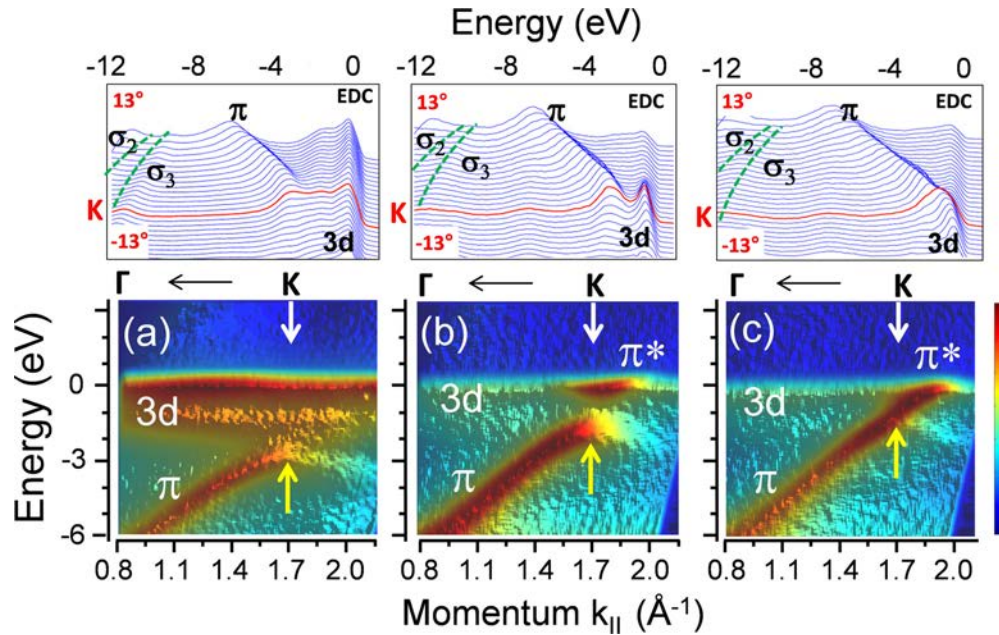 Energy (eV)
-12 -8 -4 0 -12 -8 -4 0 -12 -8 -4 0
13° π EDC 13° π EDC 13° π EDC
σ2 σ3 σ2 σ3 σ2 σ3
K K K
-13° 3d -13° 3d -13° 3d
Γ ← K Γ ← K Γ ← K
(a) (b) π* (c) π*
3d 3d 3d
π π π
Energy (eV)
0
-3
-6
0.8 1.1 1.4 1.7 2.0 0.8 1.1 1.4 1.7 2.0 0.8 1.1 1.4 1.7 2.0
Momentum k|| (Å-1)